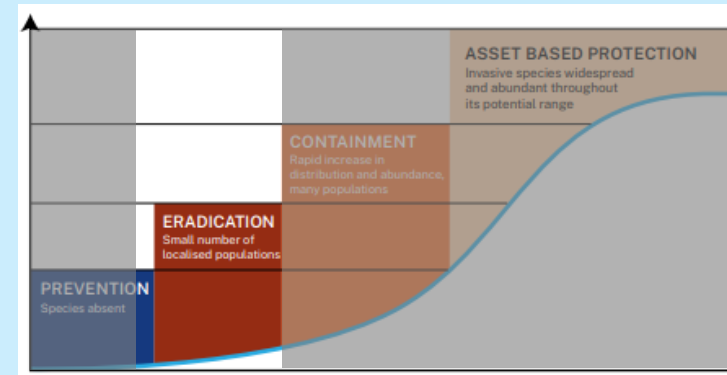 ASSET BASED PROTECTION
Invasive species widespread
and abundant throughout
its potential range
CONTAINMENT
Rapid increase in
distribution and abundance,
many populations
ERADICATION
Small number of
localised populations
PREVENTION
Species absent